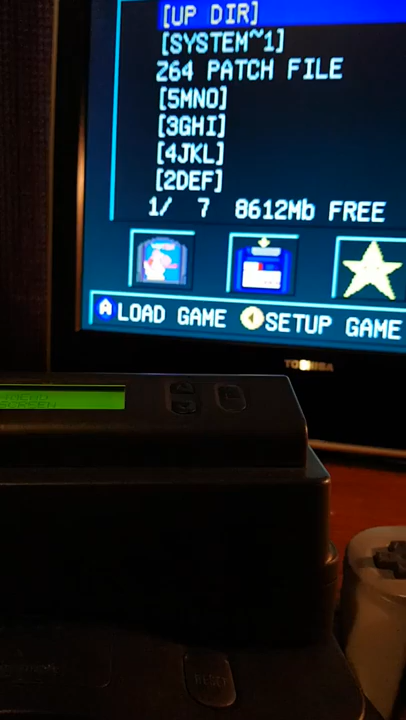 [UP DIR]
[SYSTEM~1]
Z64 PATCH FILE
[5MNO]
[3GHI]
[4JKL]
[2DEF]
1/ 7 8612Mb FREE
A LOAD GAME SETUP GAME
TOSHIBA
SCREEN
RESET